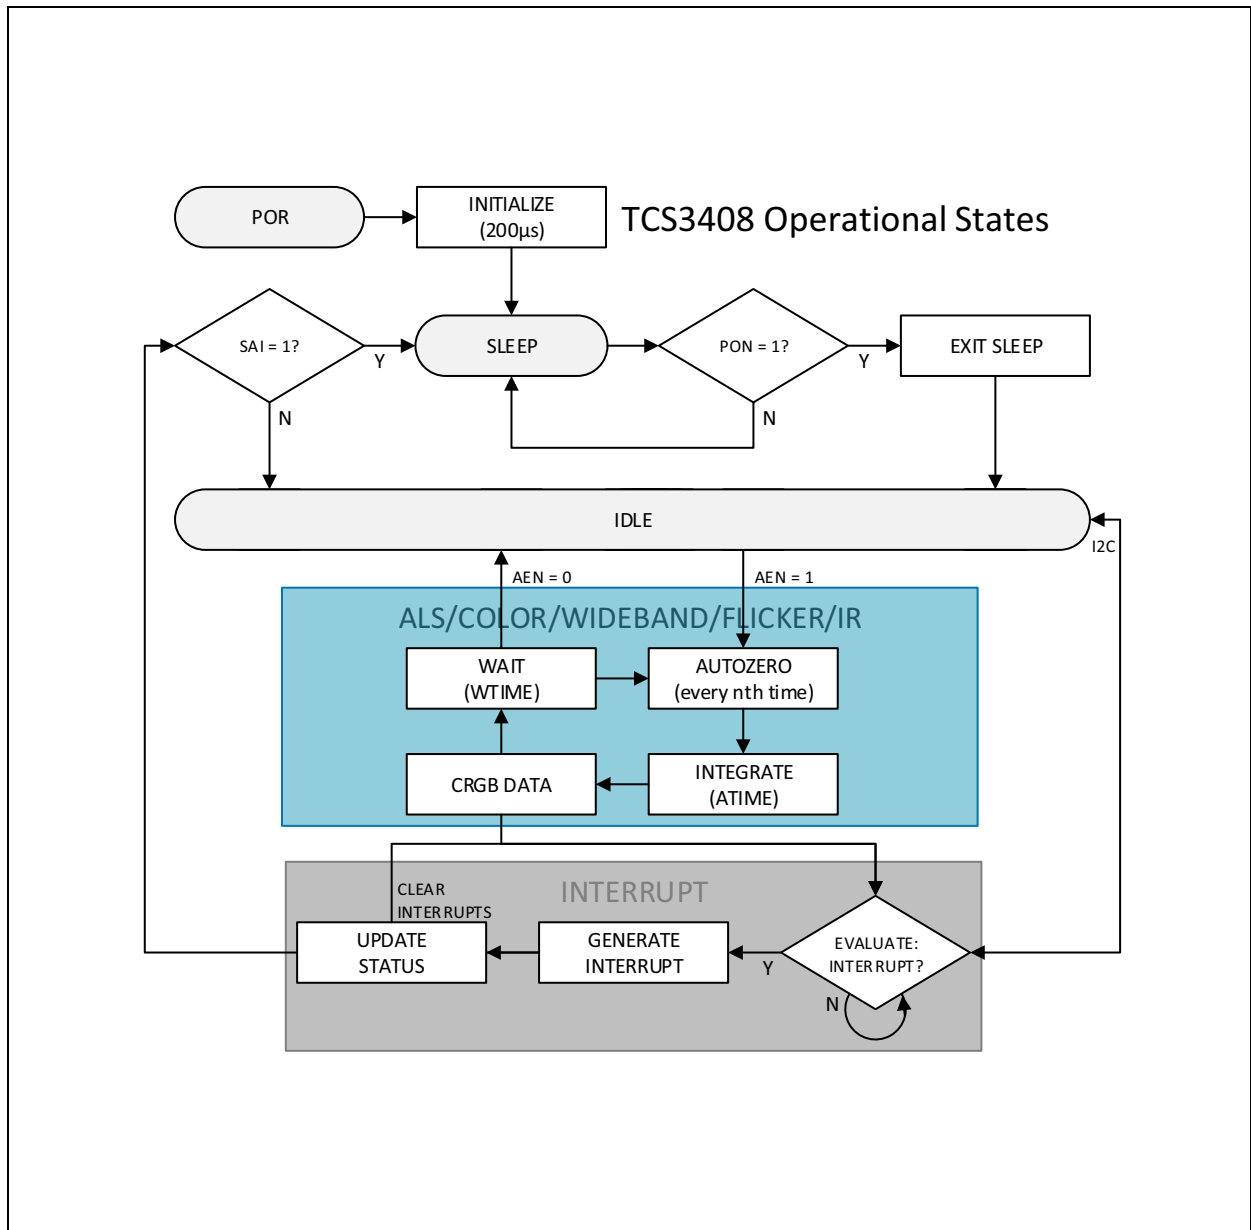 POR
INITIALIZE
(200µs)
TCS3408 Operational States
SAI = 1?
Y
SLEEP
PON = 1?
Y
EXIT SLEEP
N
N
IDLE
I2C
AEN = 0
AEN = 1
ALS/COLOR/WIDEBAND/FLICKER/IR
WAIT
(WTIME)
AUTOZERO
(every nth time)
CRGB DATA
INTEGRATE
(ATIME)
CLEAR
INTERRUPTS
INTERRUPT
UPDATE
STATUS
GENERATE
INTERRUPT
Y
EVALUATE:
INTERRUPT?
N